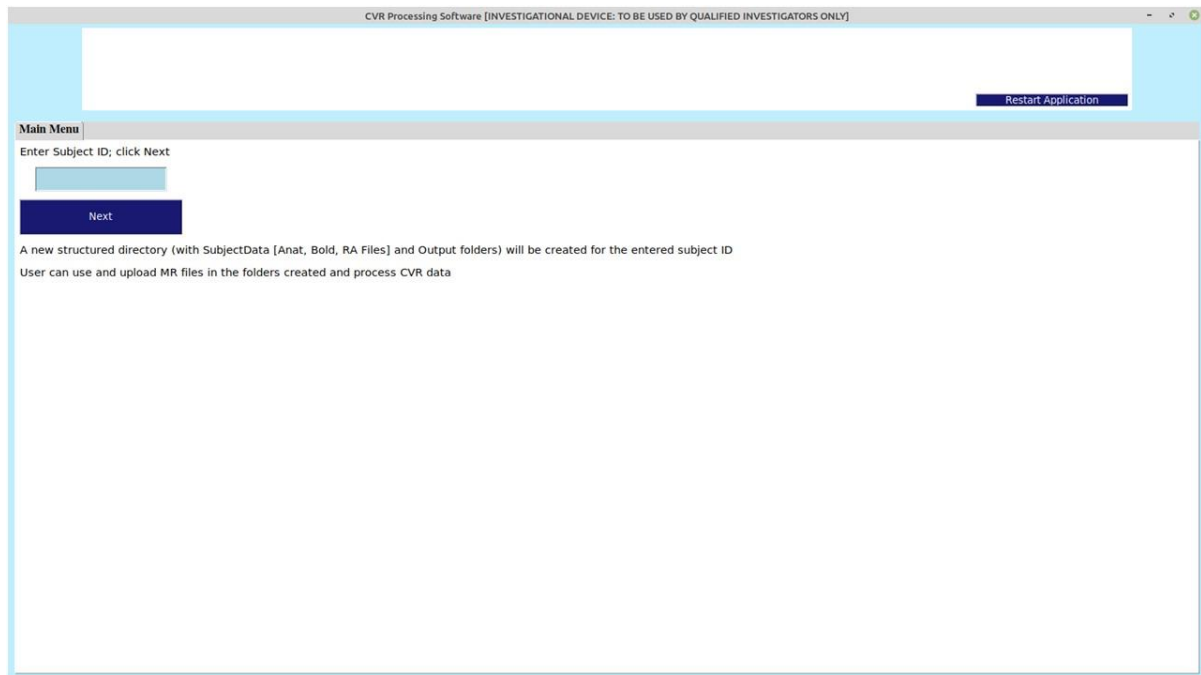 CVR Processing Software [INVESTIGATIONAL DEVICE: TO BE USED BY QUALIFIED INVESTIGATORS ONLY]
Restart Application
Main Menu
Enter Subject ID; click Next
Next
A new structured directory (with SubjectData [Anat, Bold, RA Files] and Output folders) will be created for the entered subject ID
User can use and upload MR files in the folders created and process CVR data